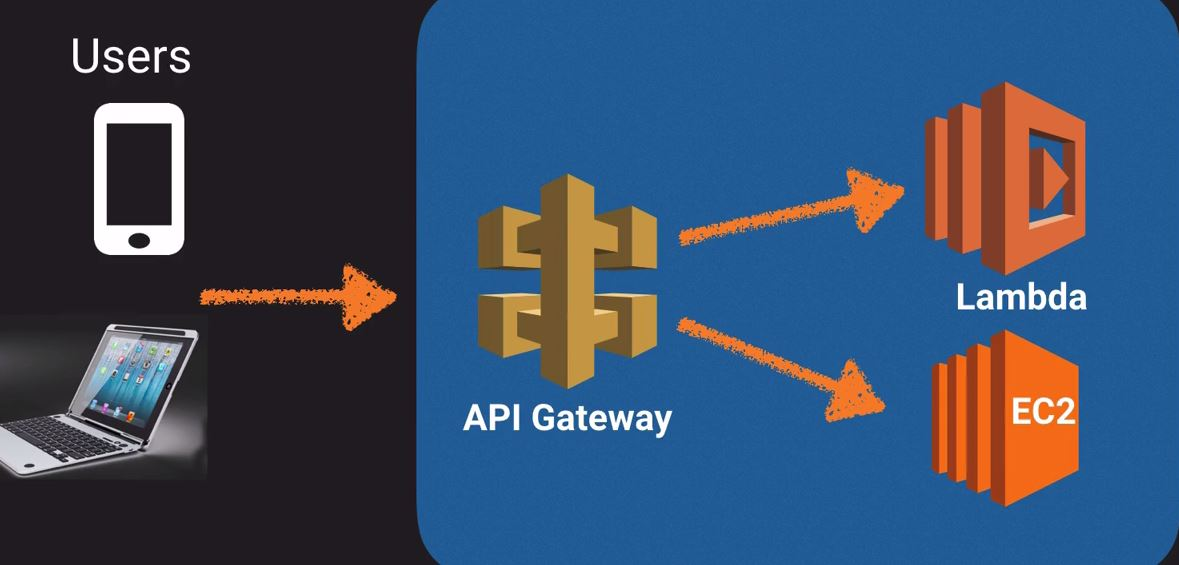 Users
API Gateway
Lambda
EC2